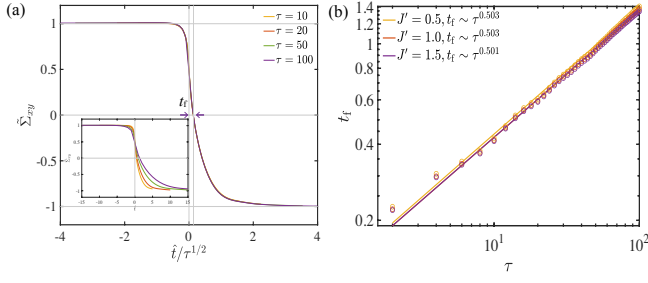 (a)
1
0.5
0
-0.5
-1
Σ̃xy
τ = 10
τ = 20
τ = 50
τ = 100
tf
1
0.5
0
-0.5
-1
Σ̃xy
-15 -10 -5 0 5 10 15
t̂
-4 -2 0 2 4
t̂/τ^1/2
(b)
1.4
1.2
1
0.8
0.6
0.4
0.2
tf
J′ = 0.5, tf ∼ τ^0.503
J′ = 1.0, tf ∼ τ^0.503
J′ = 1.5, tf ∼ τ^0.501
10^1 10^2
τ